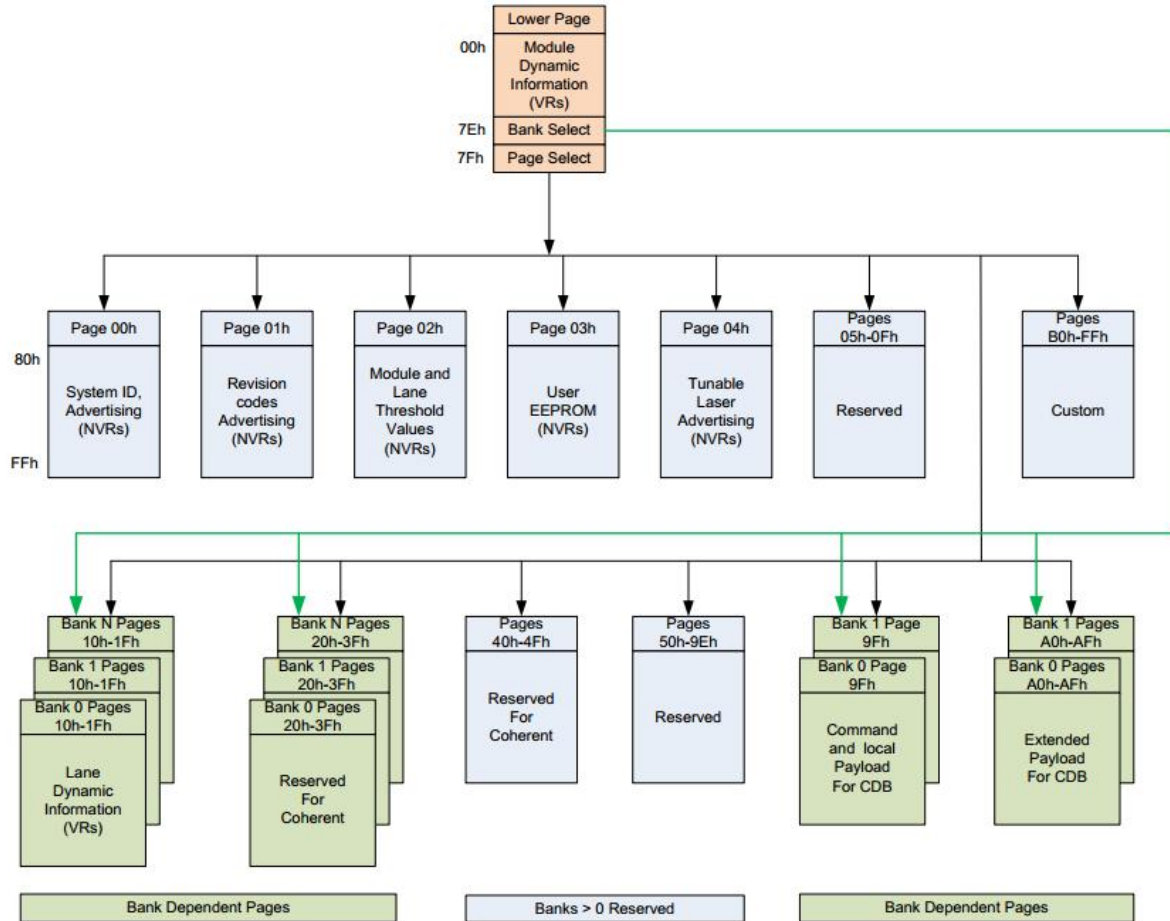 Lower Page
00h
Module
Dynamic
Information
(VRs)
7Eh
Bank Select
7Fh
Page Select
Page 00h
80h
System ID,
Advertising
(NVRs)
FFh
Page 01h
Revision
codes
Advertising
(NVRs)
Page 02h
Module and
Lane
Threshold
Values
(NVRs)
Page 03h
User
EEPROM
(NVRs)
Page 04h
Tunable
Laser
Advertising
(NVRs)
Pages
05h-0Fh
Reserved
Pages
B0h-FFh
Custom
Bank N Pages
10h-1Fh
Bank 1 Pages
10h-1Fh
Bank 0 Pages
10h-1Fh
Lane
Dynamic
Information
(VRs)
Bank N Pages
20h-3Fh
Bank 1 Pages
20h-3Fh
Bank 0 Pages
20h-3Fh
Reserved
For
Coherent
Pages
40h-4Fh
Reserved
For
Coherent
Pages
50h-9Eh
Reserved
Bank 1 Page
9Fh
Bank 0 Page
9Fh
Command
and local
Payload
For CDB
Bank 1 Pages
A0h-AFh
Bank 0 Pages
A0h-AFh
Extended
Payload
For CDB
Bank Dependent Pages
Banks > 0 Reserved
Bank Dependent Pages